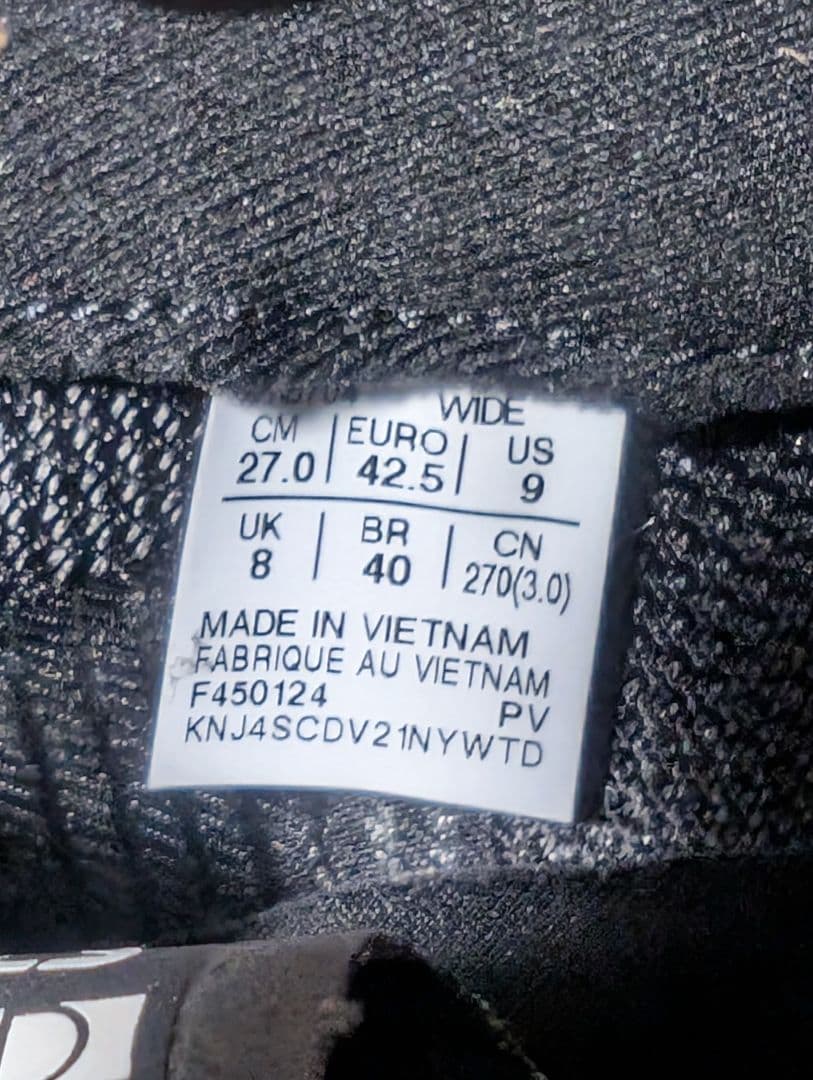 WIDE
CM EURO US
27.0 42.5 9
UK BR CN
8 40 270(3.0)
MADE IN VIETNAM
FABRIQUE AU VIETNAM
F450124 PV
KNJ4SCDV21NYWTD